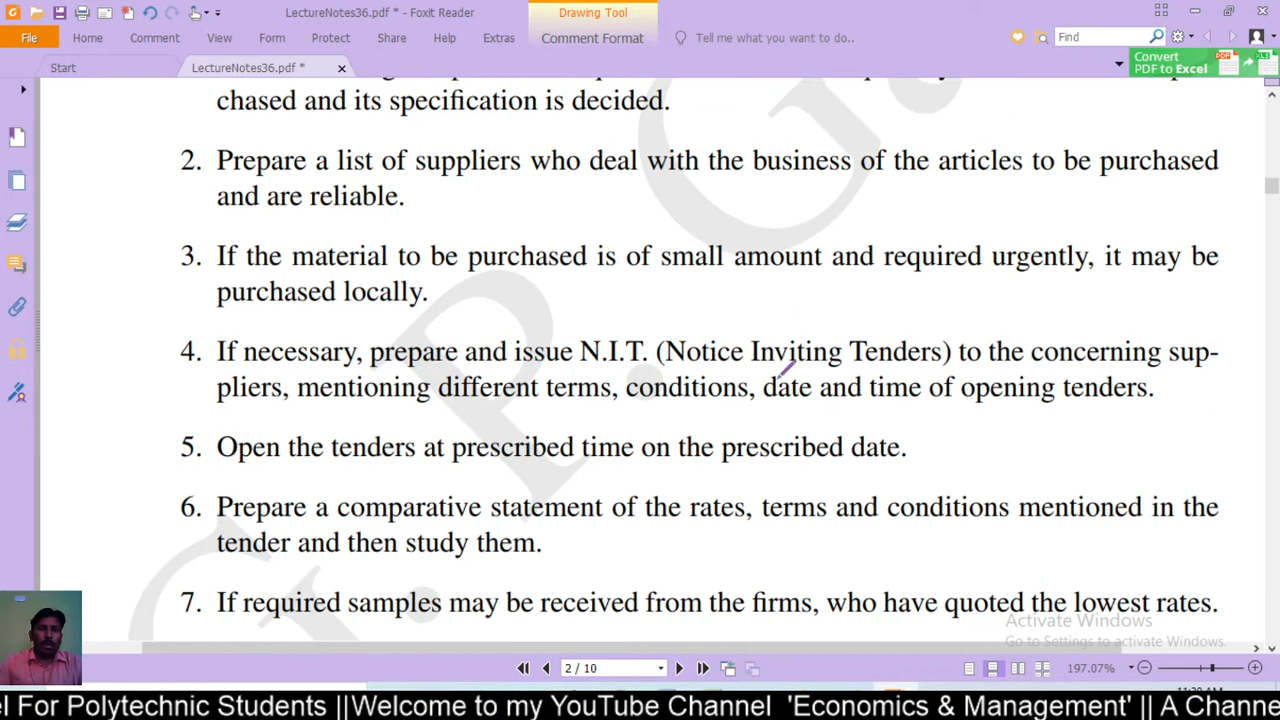 LectureNotes36.pdf * - Foxit Reader
Drawing Tool
File Home Comment View Form Protect Share Help Extras Comment Format Tell me what you want to do.. Find
Start LectureNotes36.pdf *
Convert
PDF to Excel
chased and its specification is decided.
2. Prepare a list of suppliers who deal with the business of the articles to be purchased
and are reliable.
3. If the material to be purchased is of small amount and required urgently, it may be
purchased locally.
4. If necessary, prepare and issue N.I.T. (Notice Inviting Tenders) to the concerning sup-
pliers, mentioning different terms, conditions, date and time of opening tenders.
5. Open the tenders at prescribed time on the prescribed date.
6. Prepare a comparative statement of the rates, terms and conditions mentioned in the
tender and then study them.
7. If required samples may be received from the firms, who have quoted the lowest rates.
Activate Windows
Go to Settings to activate Windows.
2 / 10
197.07%
el For Polytechnic Students ||Welcome to my YouTube Channel 'Economics & Management' || A Channe